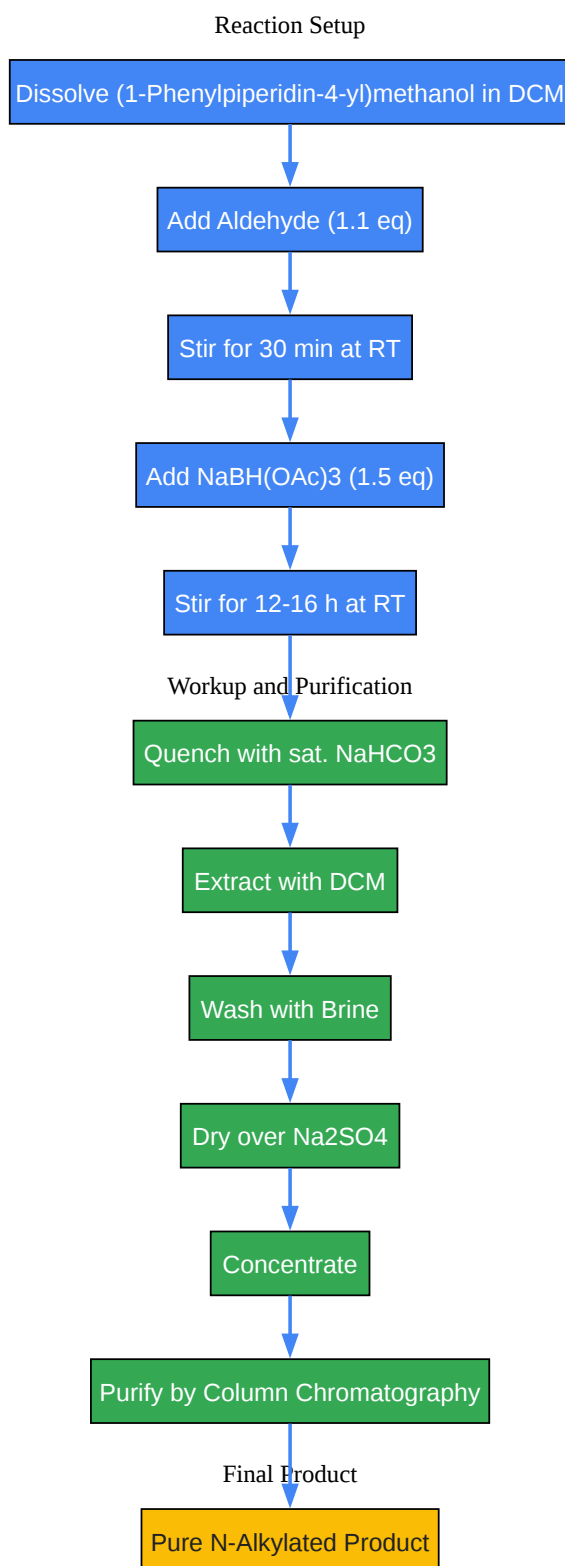 Reaction Setup
Dissolve (1-Phenylpiperidin-4-yl)methanol in DCM
Add Aldehyde (1.1 eq)
Stir for 30 min at RT
Add NaBH(OAc)3 (1.5 eq)
Stir for 12-16 h at RT
Workup and Purification
Quench with sat. NaHCO3
Extract with DCM
Wash with Brine
Dry over Na2SO4
Concentrate
Purify by Column Chromatography
Final Product
Pure N-Alkylated Product